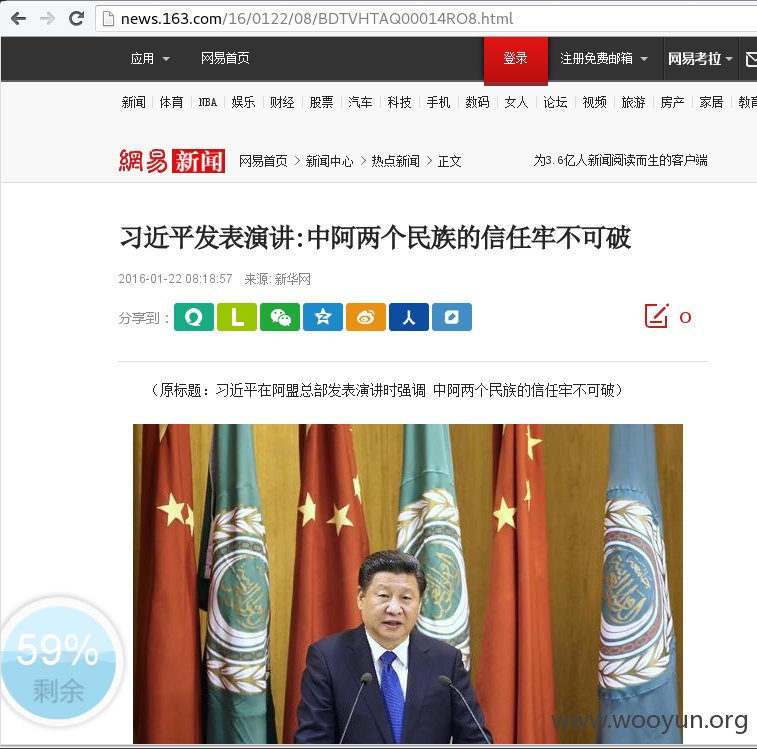 news.163.com/16/0122/08/BDTVHTAQ00014RO8.html
应用 网易首页 登录 注册免费邮箱 网易考拉
新闻 体育 NBA 娱乐 财经 股票 汽车 科技 手机 数码 女人 论坛 视频 旅游 房产 家居 教育
網易 新闻 网易首页 > 新闻中心 > 热点新闻 > 正文 为3.6亿人新闻阅读而生的客户端
习近平发表演讲:中阿两个民族的信任牢不可破
2016-01-22 08:18:57 来源: 新华网
分享到: 0
（原标题：习近平在阿盟总部发表演讲时强调 中阿两个民族的信任牢不可破）
59%
剩余
www.wooyun.org